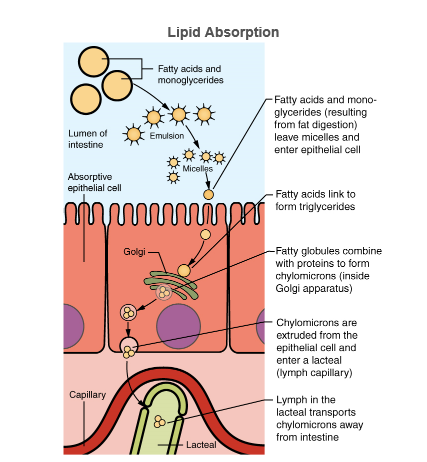 Lipid Absorption
Fatty acids and
monoglycerides
Emulsion
Lumen of
intestine
Micelles
Absorptive
epithelial cell
Golgi
Capillary
Lacteal
Fatty acids and mono-
glycerides (resulting
from fat digestion)
leave micelles and
enter epithelial cell
Fatty acids link to
form triglycerides
Fatty globules combine
with proteins to form
chylomicrons (inside
Golgi apparatus)
Chylomicrons are
extruded from the
epithelial cell and
enter a lacteal
(lymph capillary)
Lymph in the
lacteal transports
chylomicrons away
from intestine